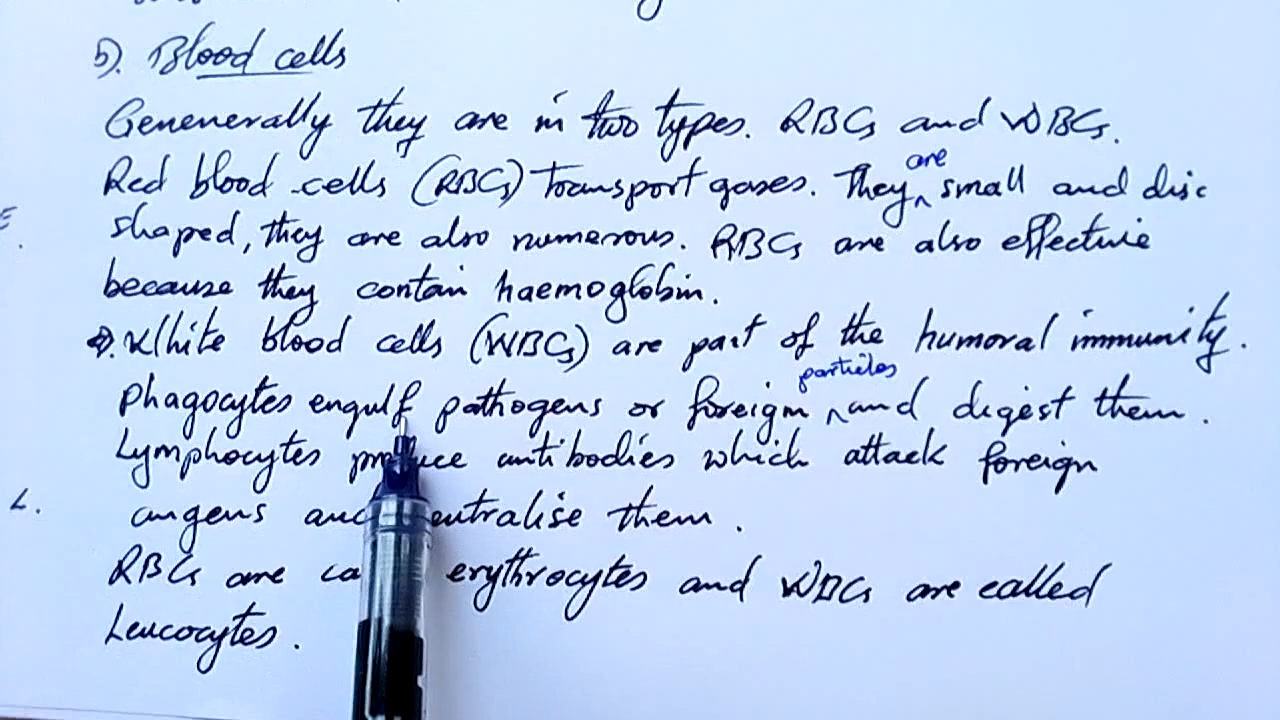 5). Blood cells
Genenerally they are in two types. RBCs and WBCs.
Red blood cells (RBCs) transport gases. They are small and disc
shaped, they are also numerous. RBCs are also effective
because they contain haemoglobin.
White blood cells (WBCs) are part of the humoral immunity.
Phagocytes engulf pathogens or foreign particles and digest them.
Lymphocytes produce antibodies which attack foreign
angens and neutralise them.
RBCs are erythrocytes and WBCs are called
Leucocytes.
L.